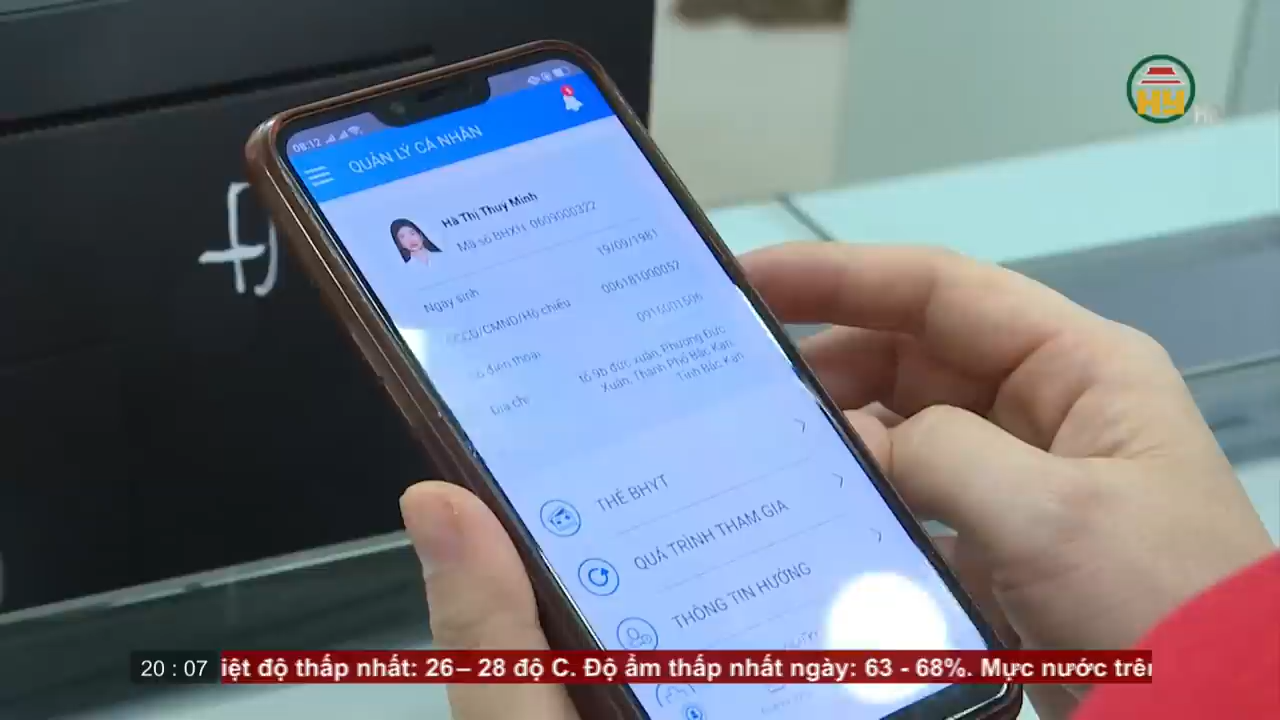 HY
08:12
QUẢN LÝ CÁ NHÂN
Hà Thị Thuỳ Minh
Mã số BHXH: 0609000322
Ngày sinh 19/09/1981
CCCD/CMND/Hộ chiếu 006181000052
Số điện thoại
Địa chỉ tổ 9b đức xuân, Phường Đức
Xuân, Thành Phố Bắc Kạn,
Tỉnh Bắc Kạn
THẺ BHYT
QUÁ TRÌNH THAM GIA
THÔNG TIN HƯỞNG
20 : 07 iệt độ thấp nhất: 26– 28 độ C. Độ ẩm thấp nhất ngày: 63 - 68%. Mực nước trên